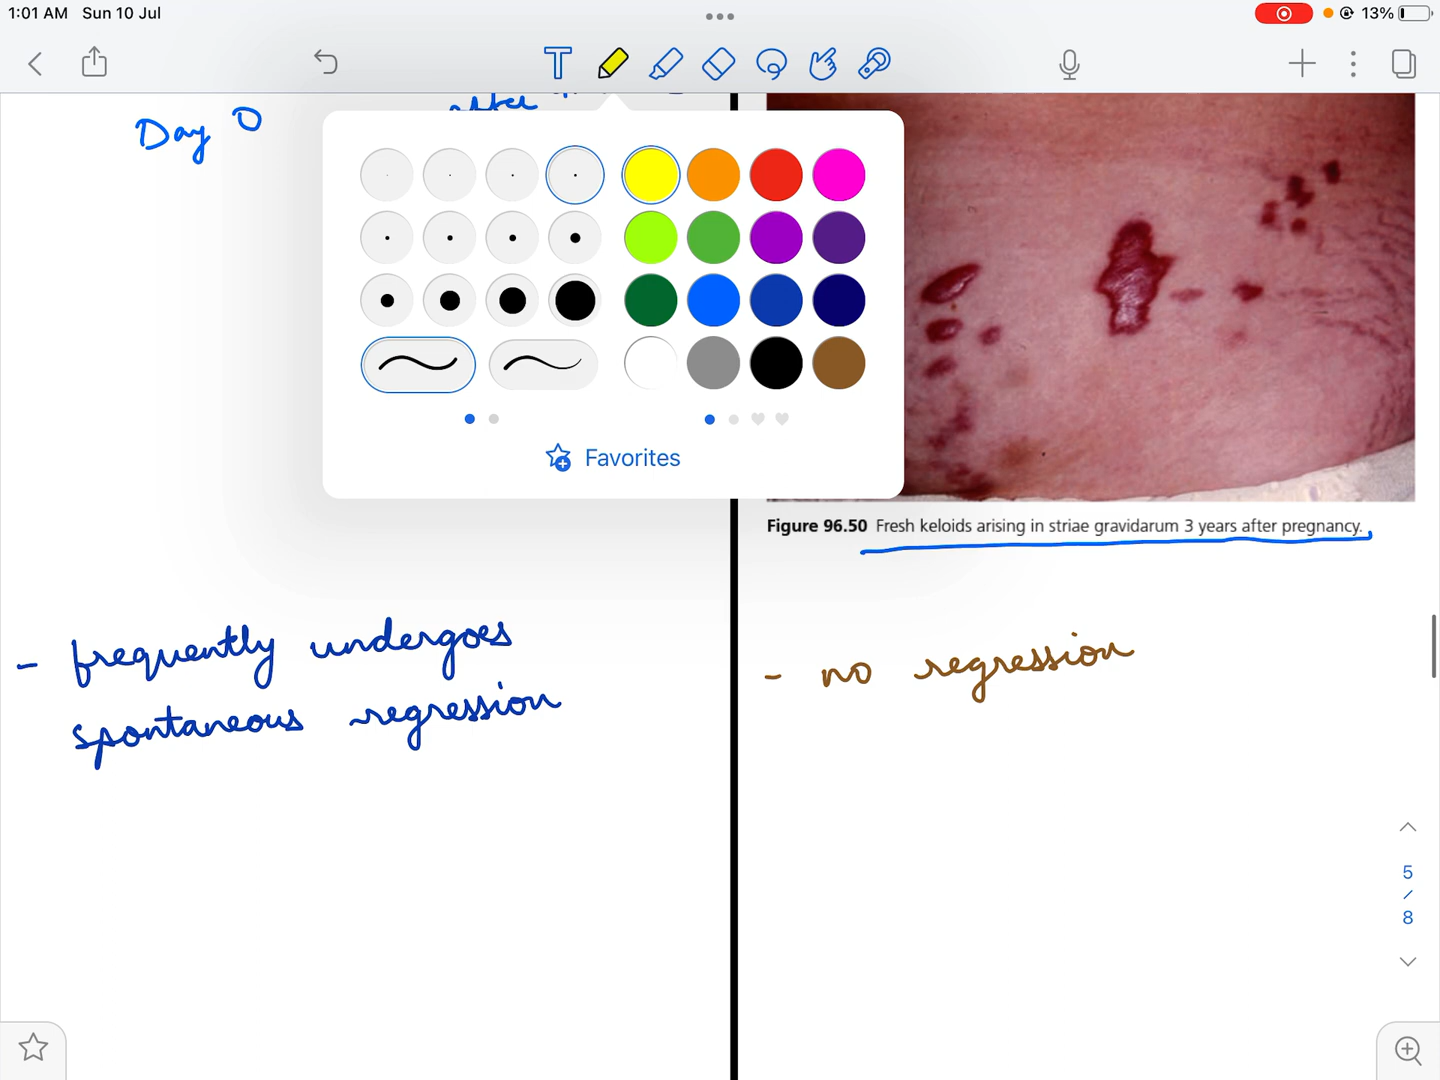 1:01 AM Sun 10 Jul
13%
T
Day 0
after
Favorites
Figure 96.50 Fresh keloids arising in striae gravidarum 3 years after pregnancy.
- frequently undergoes
spontaneous regression
- no regression
5
/
8